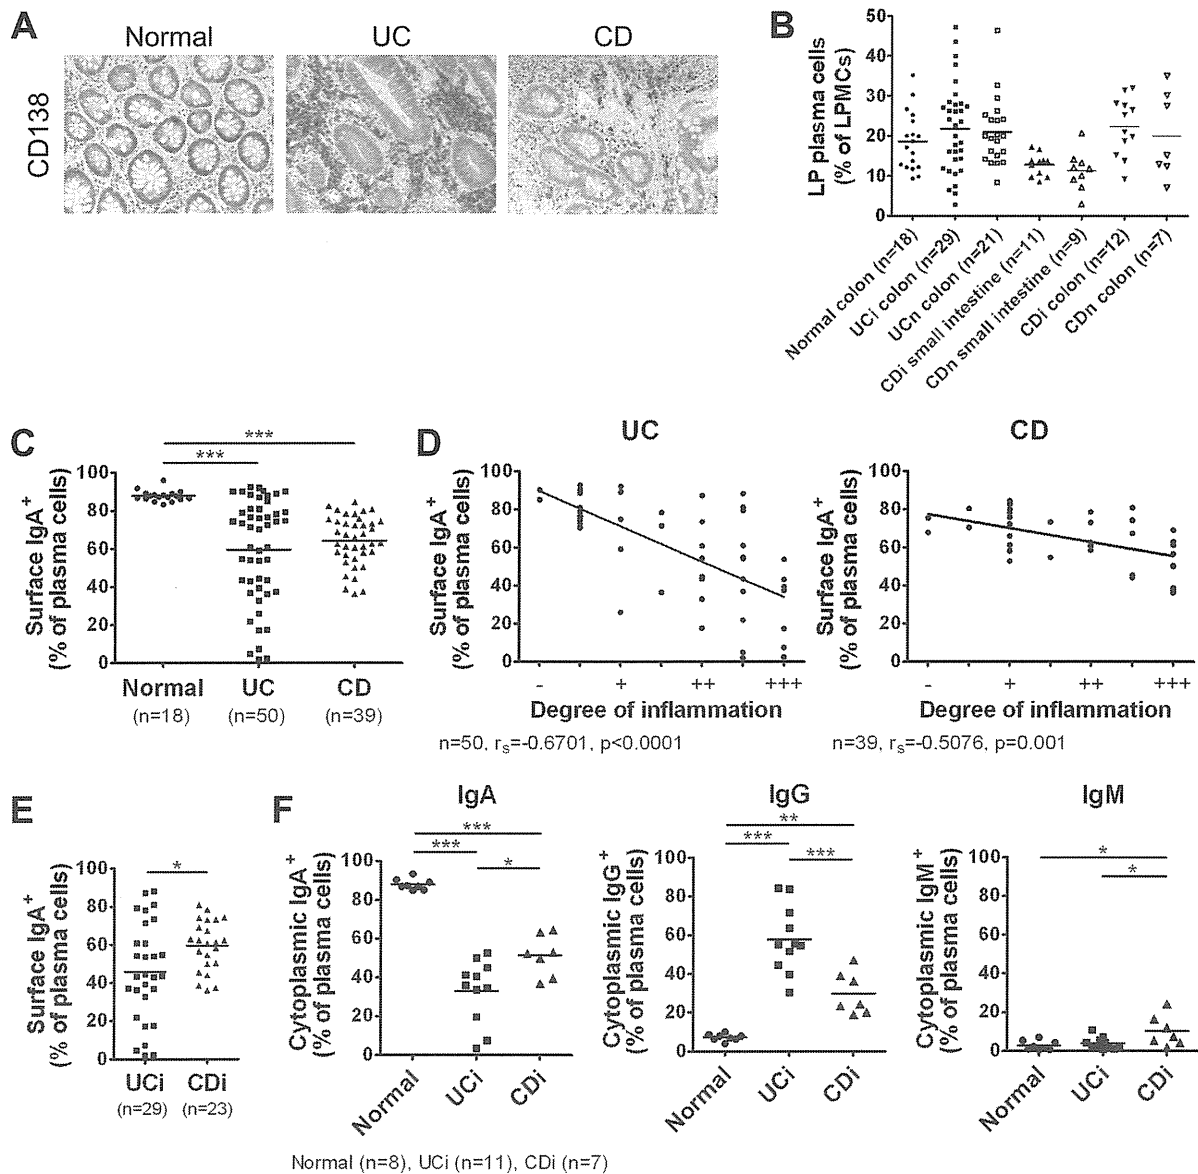 A
Normal
UC
CD
CD138
B
LP plasma cells
(% of LPMCs)
50
40
30
20
10
0
Normal colon (n=18)
UCi colon (n=29)
UCn colon (n=21)
CDi small intestine (n=11)
CDn small intestine (n=9)
CDi colon (n=12)
CDn colon (n=7)
C
Surface IgA+
(% of plasma cells)
100
80
60
40
20
0
***
***
Normal
UC
CD
(n=18)
(n=50)
(n=39)
D
UC
Surface IgA+
(% of plasma cells)
100
80
60
40
20
0
- + ++ +++
Degree of inflammation
n=50, rs=-0.6701, p<0.0001
CD
Surface IgA+
(% of plasma cells)
100
80
60
40
20
0
- + ++ +++
Degree of inflammation
n=39, rs=-0.5076, p=0.001
E
Surface IgA+
(% of plasma cells)
100
80
60
40
20
0
*
UCi
CDi
(n=29)
(n=23)
F
IgA
Cytoplasmic IgA+
(% of plasma cells)
100
80
60
40
20
0
***
***
*
Normal
UCi
CDi
IgG
Cytoplasmic IgG+
(% of plasma cells)
100
80
60
40
20
0
**
***
***
Normal
UCi
CDi
IgM
Cytoplasmic IgM+
(% of plasma cells)
100
80
60
40
20
0
*
*
Normal
UCi
CDi
Normal (n=8), UCi (n=11), CDi (n=7)